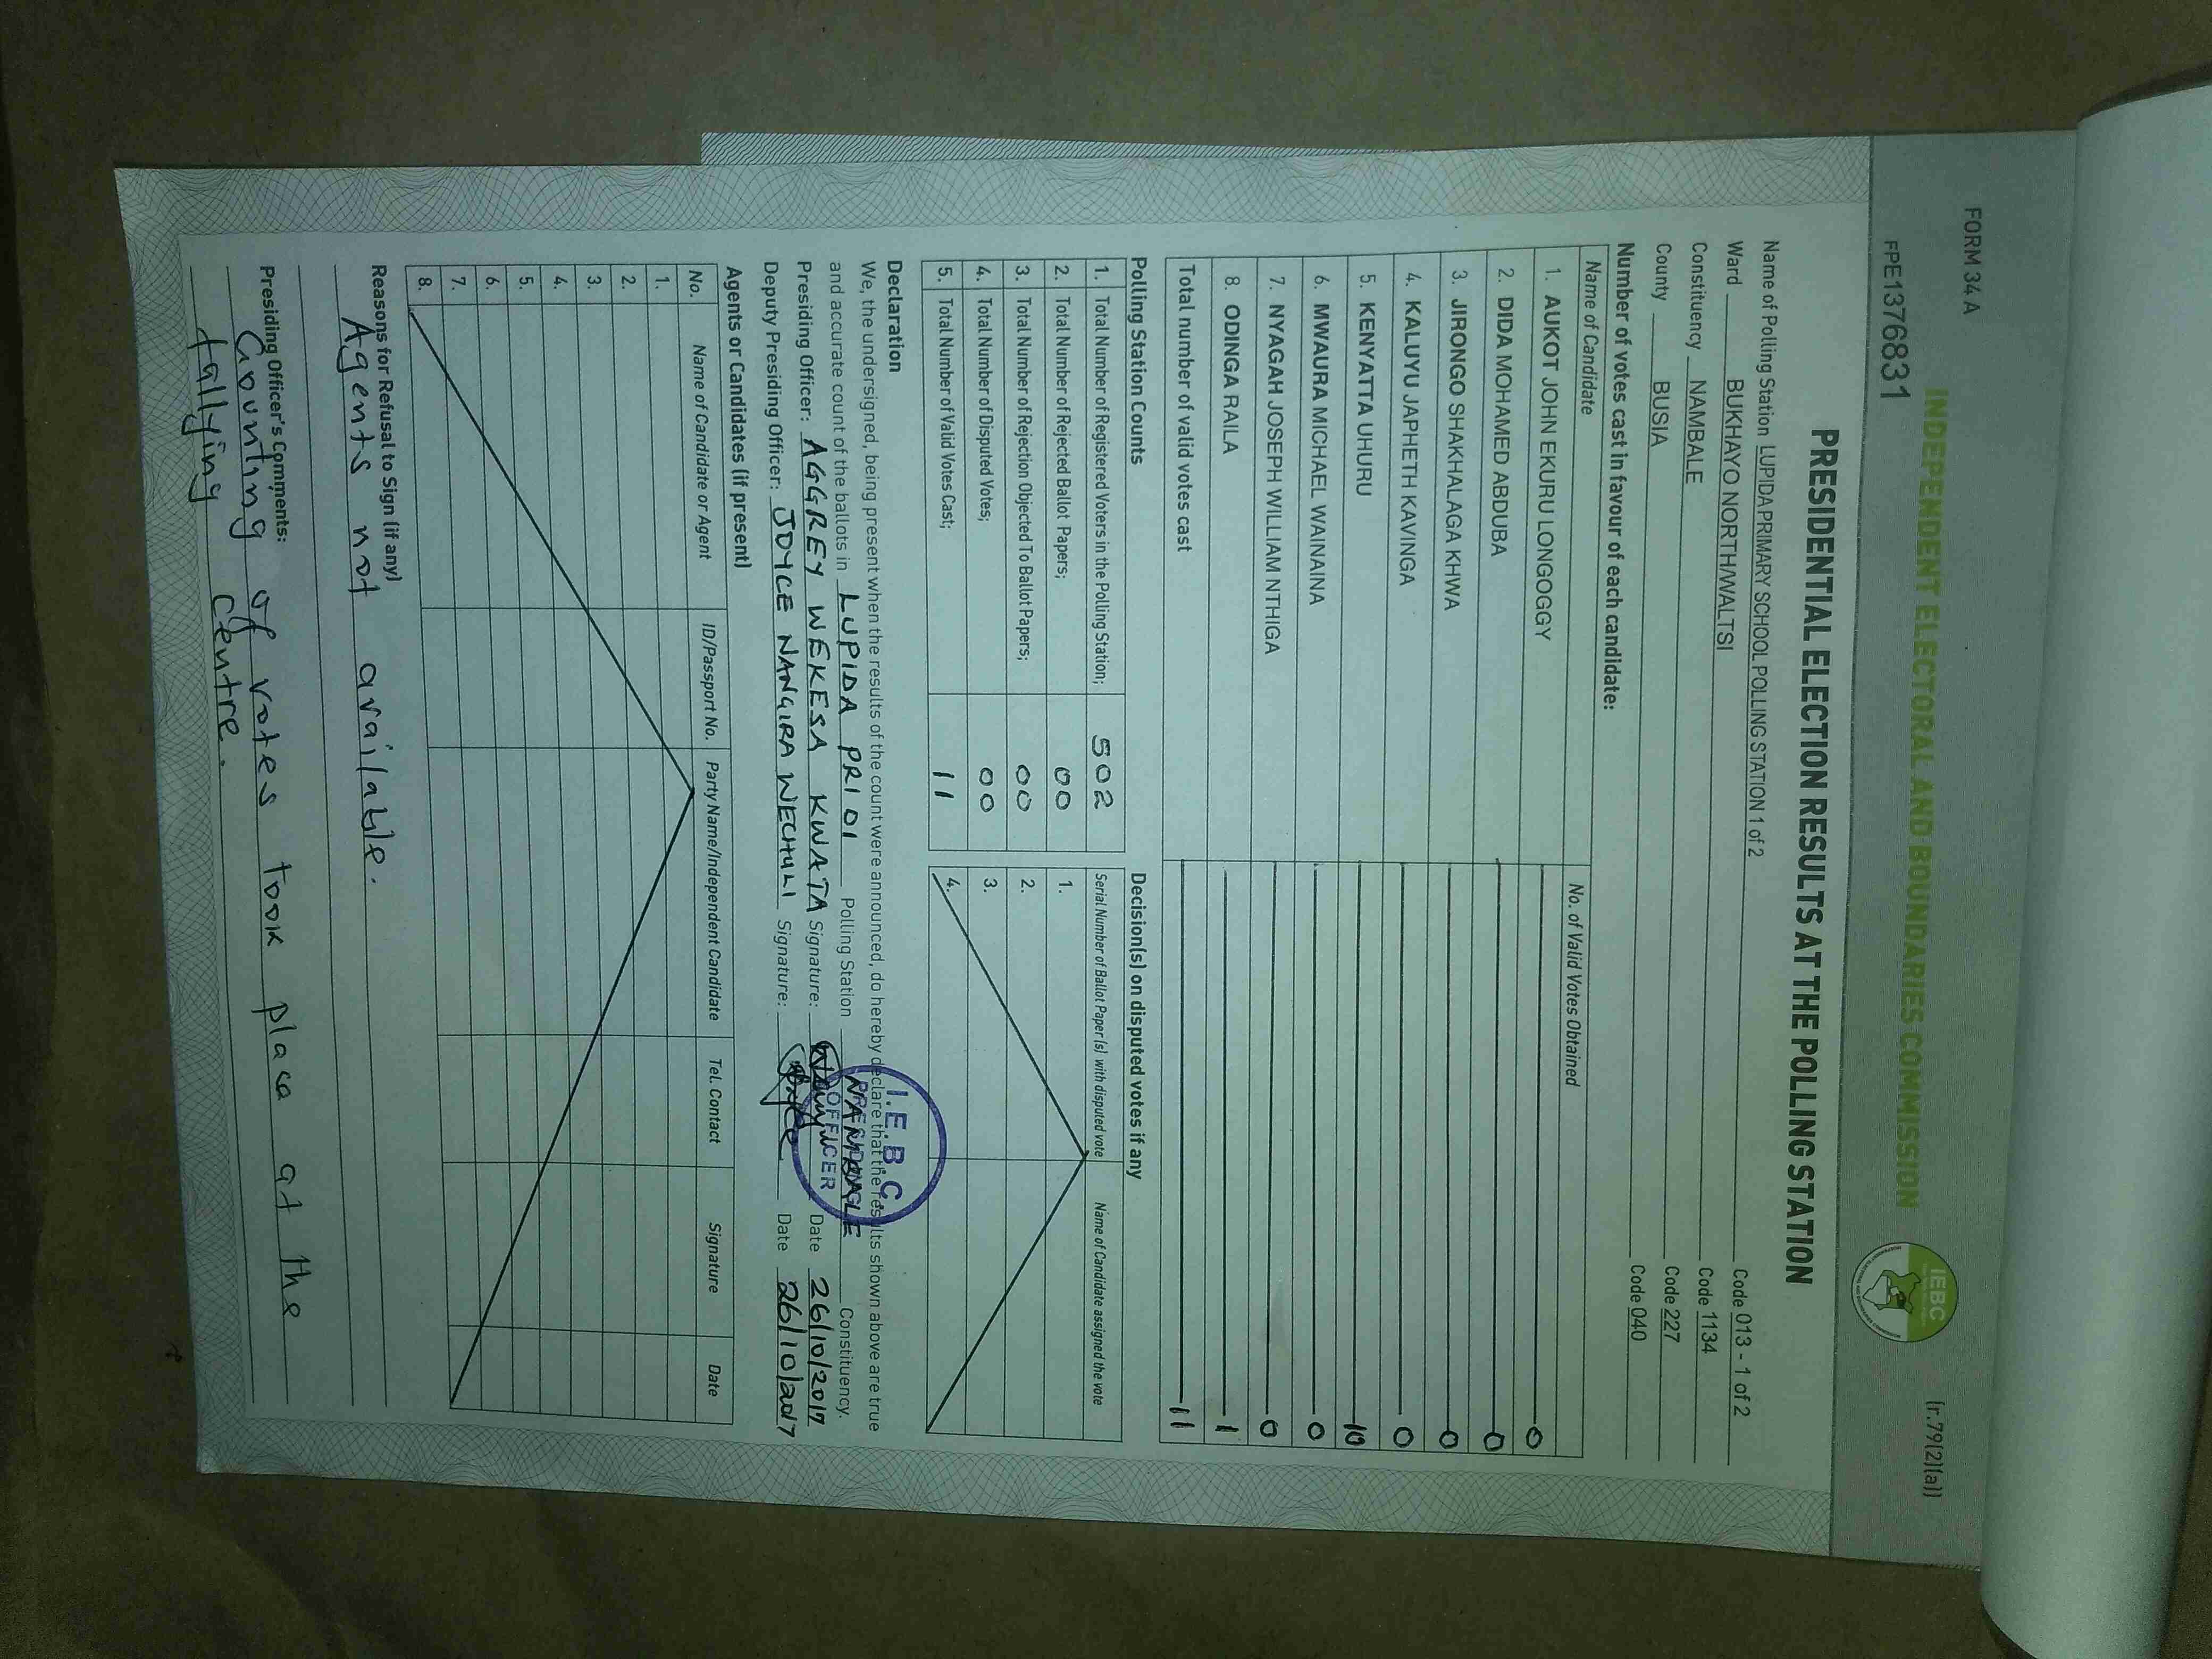 FORM 34 A
(r.79(2)(a))
INDEPENDENT ELECTORAL AND BOUNDARIES COMMISSION
IEBC
FPE1376831
PRESIDENTIAL ELECTION RESULTS AT THE POLLING STATION
Name of Polling Station LUPIDA PRIMARY SCHOOL POLLING STATION 1 of 2 Code 013 - 1 of 2
Ward BUKHAYO NORTH/WALTSI Code 1134
Constituency NAMBALE Code 227
County BUSIA Code 040
Number of votes cast in favour of each candidate:
Name of Candidate No. of Valid Votes Obtained
1. AUKOT JOHN EKURU LONGOGGY 0
2. DIDA MOHAMED ABDUBA 0
3. JIRONGO SHAKHALAGA KHWA 0
4. KALUYU JAPHETH KAVINGA 0
5. KENYATTA UHURU 10
6. MWAURA MICHAEL WAINAINA 0
7. NYAGAH JOSEPH WILLIAM NTHIGA 0
8. ODINGA RAILA 1
Total number of valid votes cast 11
Polling Station Counts
1. Total Number of Registered Voters in the Polling Station; 502
2. Total Number of Rejected Ballot Papers; 00
3. Total Number of Rejection Objected To Ballot Papers; 00
4. Total Number of Disputed Votes; 00
5. Total Number of Valid Votes Cast; 11
Decision(s) on disputed votes if any
Serial Number of Ballot Paper (s) with disputed vote Name of Candidate assigned the vote
1.
2.
3.
4.
Declaration
We, the undersigned, being present when the results of the count were announced, do hereby declare that the results shown above are true
and accurate count of the ballots in LUPIDA PRI 01 Polling Station NAMBALE Constituency.
Presiding Officer: AGGREY WEKESA KWATA Signature: Date 26/10/2017
Deputy Presiding Officer: JOYCE NANGIRA WECHULI Signature: Date 26/10/2017
I.E.B.C.
PRESIDING
OFFICER
Agents or Candidates (if present)
No. Name of Candidate or Agent ID/Passport No. Party Name/Independent Candidate Tel. Contact Signature Date
1.
2.
3.
4.
5.
6.
7.
8.
Reasons for Refusal to Sign (if any)
Agents not available.
Presiding Officer's Comments:
Counting of votes took place at the
tallying centre.